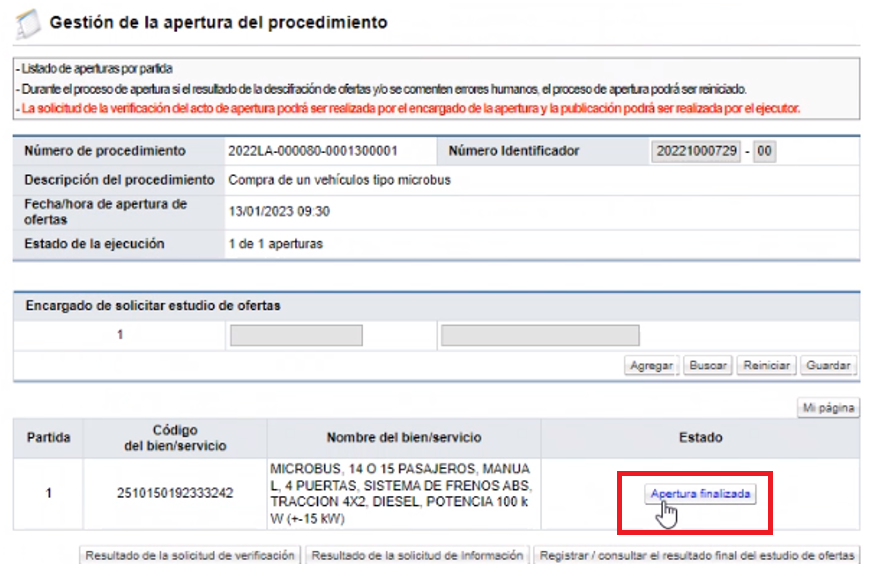 Gestión de la apertura del procedimiento
- Listado de aperturas por partida
- Durante el proceso de apertura si el resultado de la descifración de ofertas y/o se comenten errores humanos, el proceso de apertura podrá ser reiniciado.
- La solicitud de la verificación del acto de apertura podrá ser realizada por el encargado de la apertura y la publicación podrá ser realizada por el ejecutor.
Número de procedimiento 2022LA-000080-0001300001 Número Identificador 20221000729 - 00
Descripción del procedimiento Compra de un vehículos tipo microbus
Fecha/hora de apertura de
ofertas
13/01/2023 09:30
Estado de la ejecución 1 de 1 aperturas
Encargado de solicitar estudio de ofertas
1
Agregar Buscar Reiniciar Guardar
Mi página
Partida
Código
del bien/servicio
Nombre del bien/servicio
Estado
1
2510150192333242
MICROBUS, 14 O 15 PASAJEROS, MANUA
L, 4 PUERTAS, SISTEMA DE FRENOS ABS,
TRACCION 4X2, DIESEL, POTENCIA 100 k
W (+-15 kW)
Apertura finalizada
Resultado de la solicitud de verificación Resultado de la solicitud de Información Registrar / consultar el resultado final del estudio de ofertas